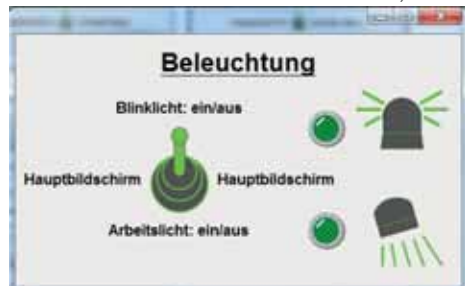 Beleuchtung
Blinklicht: ein/aus
Hauptbildschirm Hauptbildschirm
Arbeitslicht: ein/aus